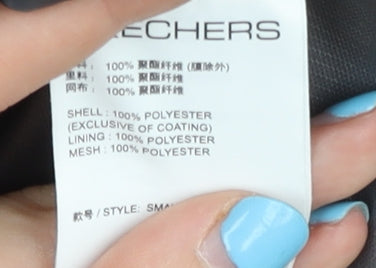 ECHERS
料： 100% 聚酯纤维 (膜除外)
里料： 100% 聚酯纤维
网布： 100% 聚酯纤维
SHELL : 100% POLYESTER
(EXCLUSIVE OF COATING)
LINING : 100% POLYESTER
MESH : 100% POLYESTER
款号 / STYLE: